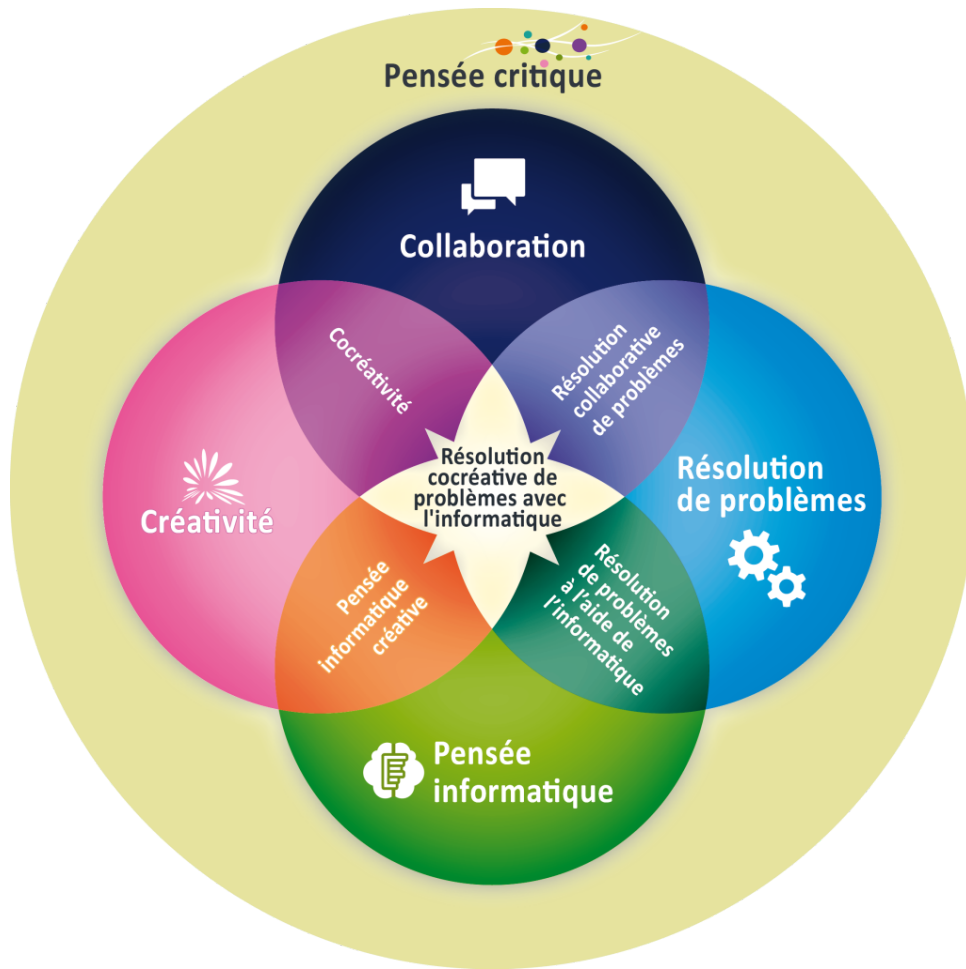 Pensée critique
Collaboration
Cocréativité
Résolution
collaborative
de problèmes
Créativité
Résolution
cocréative de
problèmes avec
l'informatique
Résolution
de problèmes
Pensée
informatique
créative
Résolution
de problèmes
à l'aide de
l'informatique
Pensée
informatique